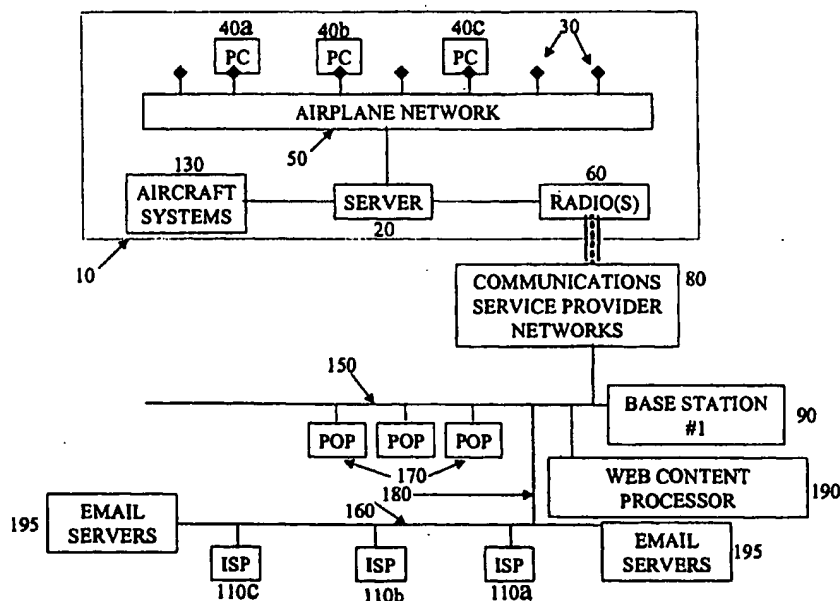 40a 40b 40c 30
PC PC PC
AIRPLANE NETWORK
50
130
AIRCRAFT
SYSTEMS
SERVER
20
60
RADIO(S)
10
COMMUNICATIONS
SERVICE PROVIDER
NETWORKS
80
150
BASE STATION
#1
90
POP POP POP
170
180
WEB CONTENT
PROCESSOR
190
160
195
EMAIL
SERVERS
EMAIL
SERVERS
195
ISP ISP ISP
110c 110b 110a